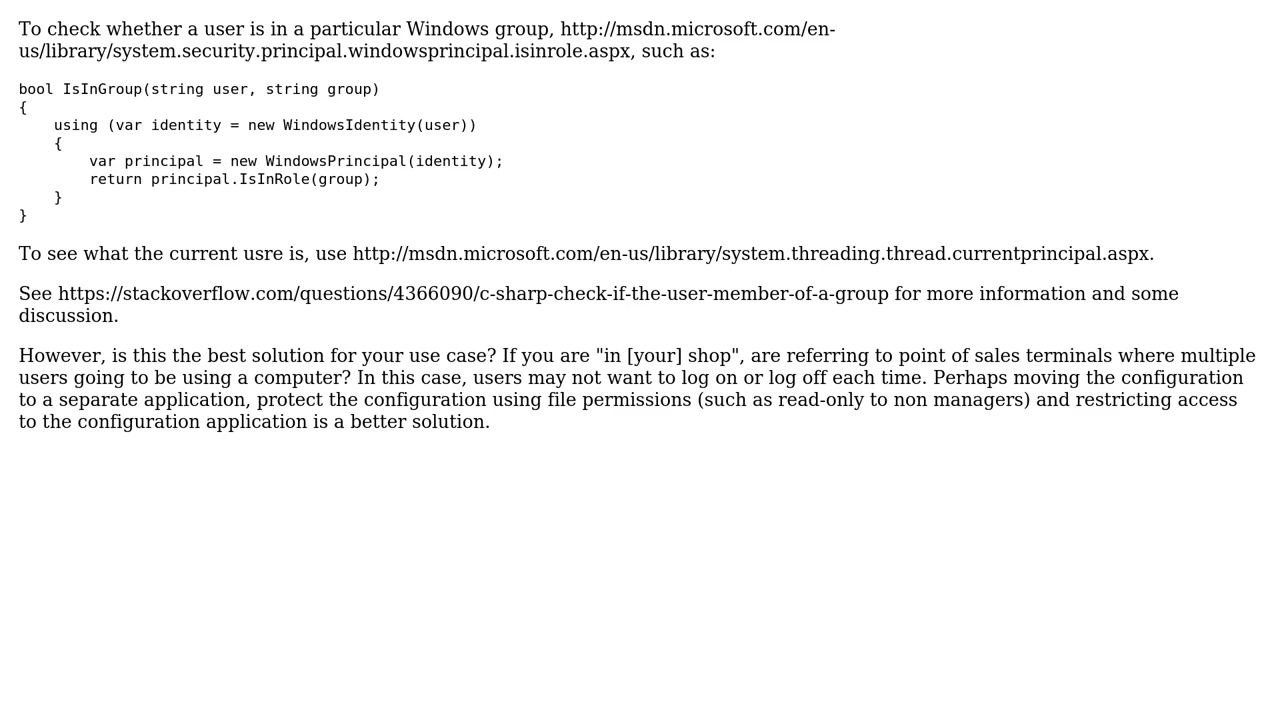 To check whether a user is in a particular Windows group, http://msdn.microsoft.com/en-
us/library/system.security.principal.windowsprincipal.isinrole.aspx, such as:
bool IsInGroup(string user, string group)
{
    using (var identity = new WindowsIdentity(user))
    {
        var principal = new WindowsPrincipal(identity);
        return principal.IsInRole(group);
    }
}
To see what the current usre is, use http://msdn.microsoft.com/en-us/library/system.threading.thread.currentprincipal.aspx.
See https://stackoverflow.com/questions/4366090/c-sharp-check-if-the-user-member-of-a-group for more information and some
discussion.
However, is this the best solution for your use case? If you are "in [your] shop", are referring to point of sales terminals where multiple
users going to be using a computer? In this case, users may not want to log on or log off each time. Perhaps moving the configuration
to a separate application, protect the configuration using file permissions (such as read-only to non managers) and restricting access
to the configuration application is a better solution.